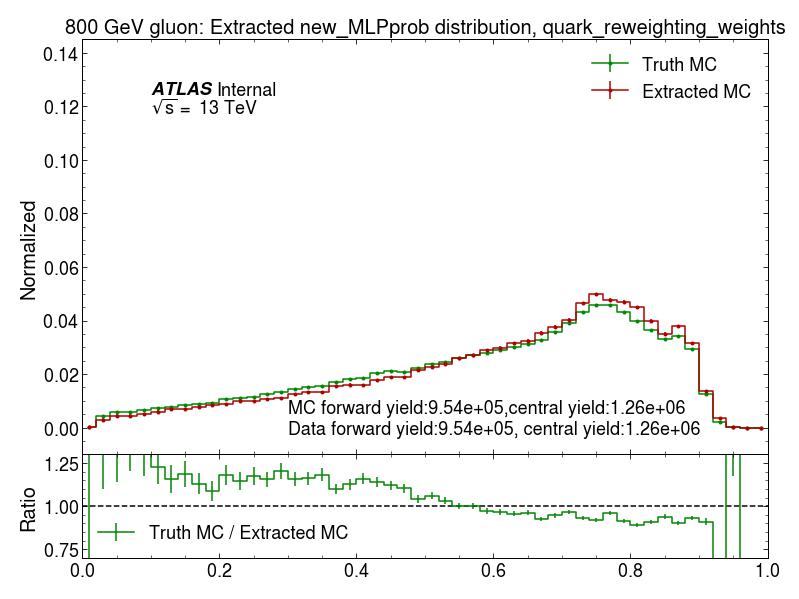 800 GeV gluon: Extracted new_MLPprob distribution, quark_reweighting_weights
0.14
0.12
0.10
0.08
0.06
0.04
0.02
0.00
Normalized
ATLAS Internal
√s = 13 TeV
Truth MC
Extracted MC
MC forward yield:9.54e+05,central yield:1.26e+06
Data forward yield:9.54e+05, central yield:1.26e+06
1.25
1.00
0.75
Ratio
Truth MC / Extracted MC
0.0 0.2 0.4 0.6 0.8 1.0